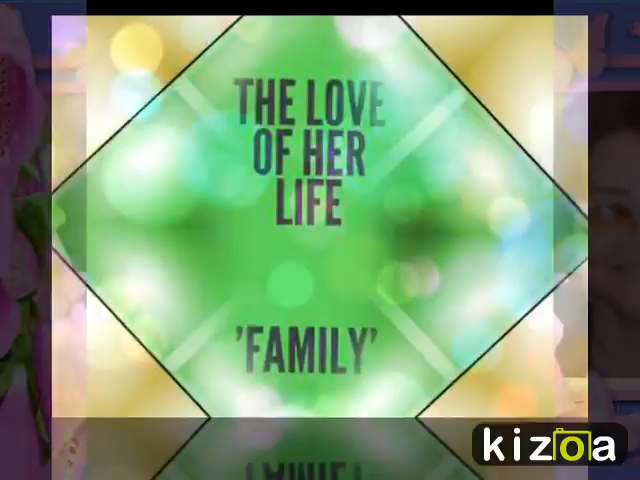 THE LOVE
OF HER
LIFE
'FAMILY'
kizoa